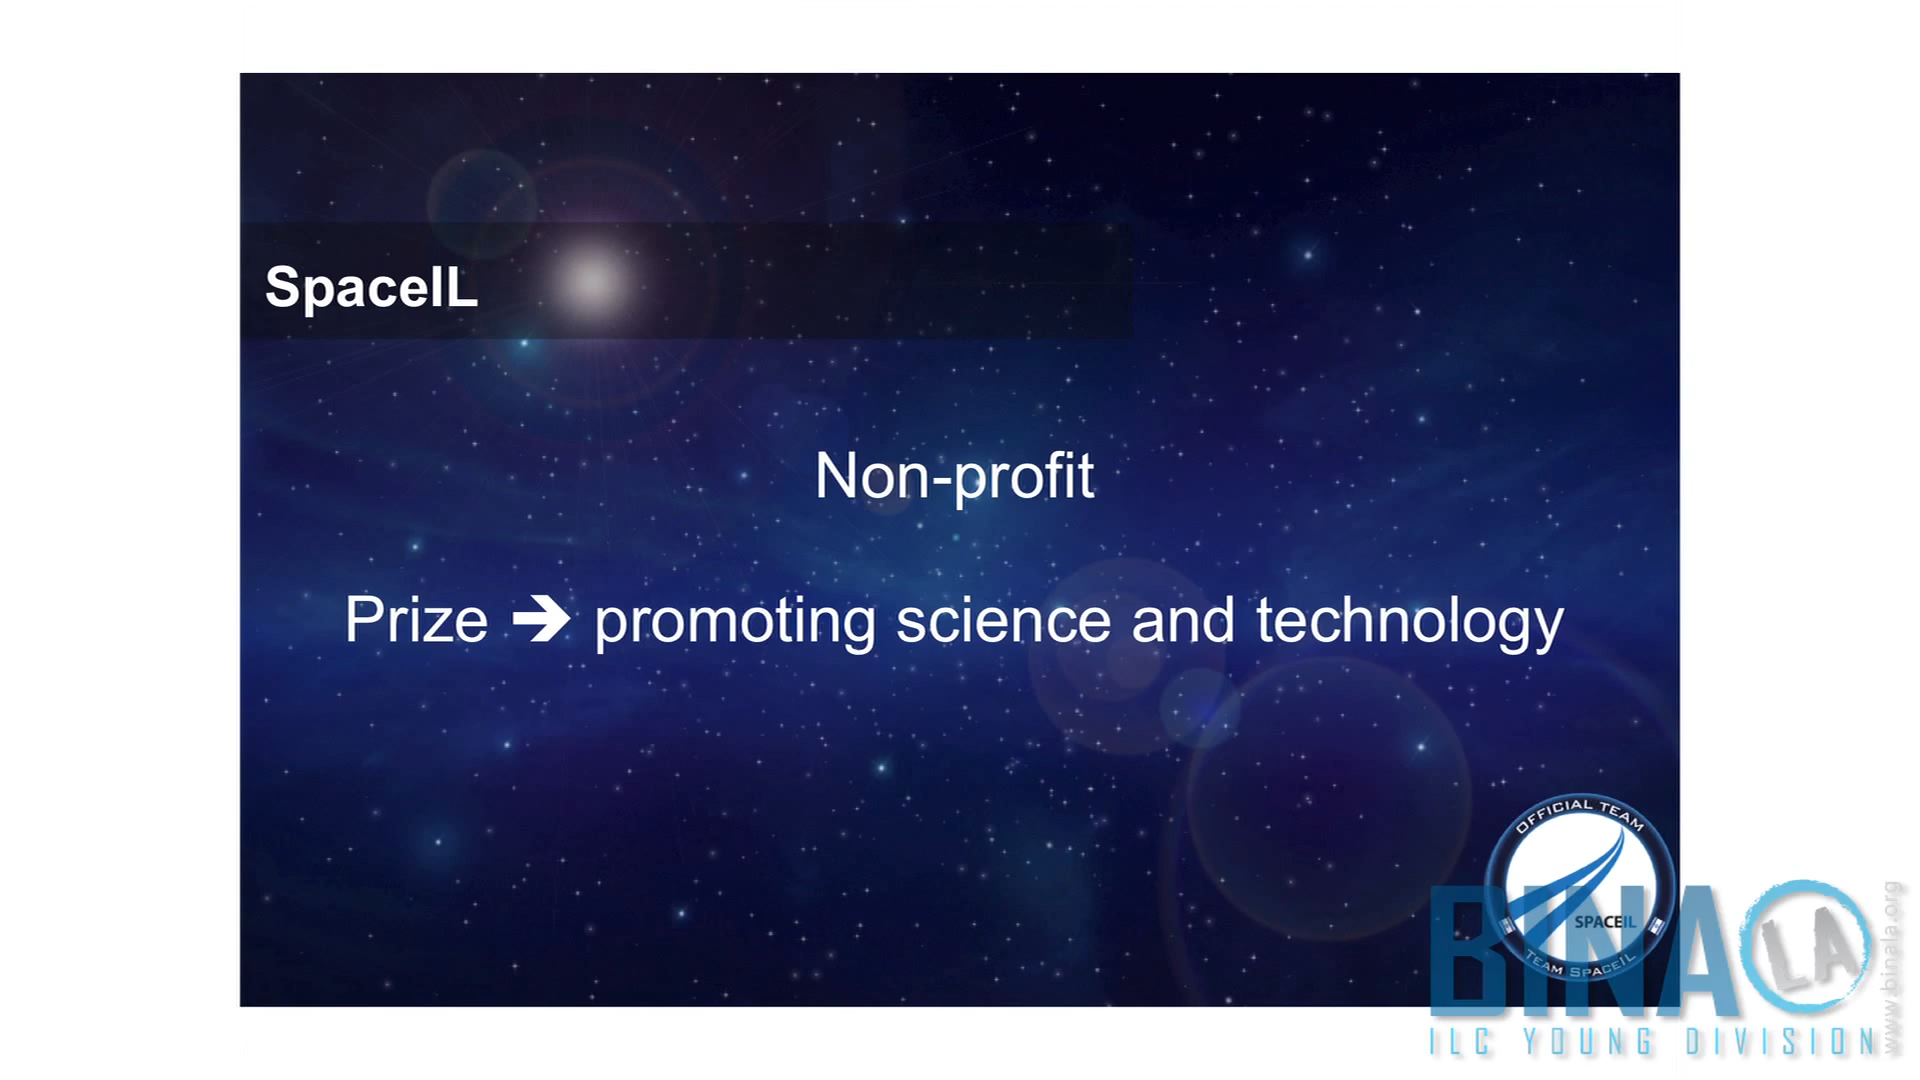 SpaceIL
Non-profit
Prize ➔ promoting science and technology
OFFICIAL TEAM
SPACEIL
TEAM SPACEIL
BINA LA
ILC YOUNG DIVISION
www.binala.org